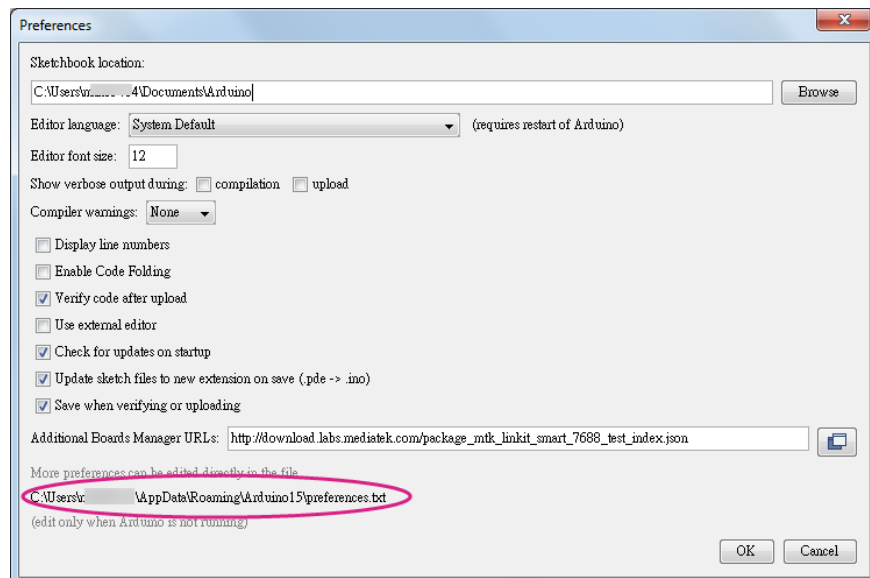 Preferences
Sketchbook location:
4\Documents\Arduino
Browse
Editor language: System Default (requires restart of Arduino)
Editor font size: 12
Show verbose output during: compilation upload
Compiler warnings: None
Display line numbers
Enable Code Folding
Verify code after upload
Use external editor
Check for updates on startup
Update sketch files to new extension on save (.pde -> .ino)
Save when verifying or uploading
Additional Boards Manager URLs: http://download.labs.mediatek.com/package_mtk_linkit_smart_7688_test_index.json
More preferences can be edited directly in the file
\AppData\Roaming\Arduino15\preferences.txt
(edit only when Arduino is not running)
OK Cancel